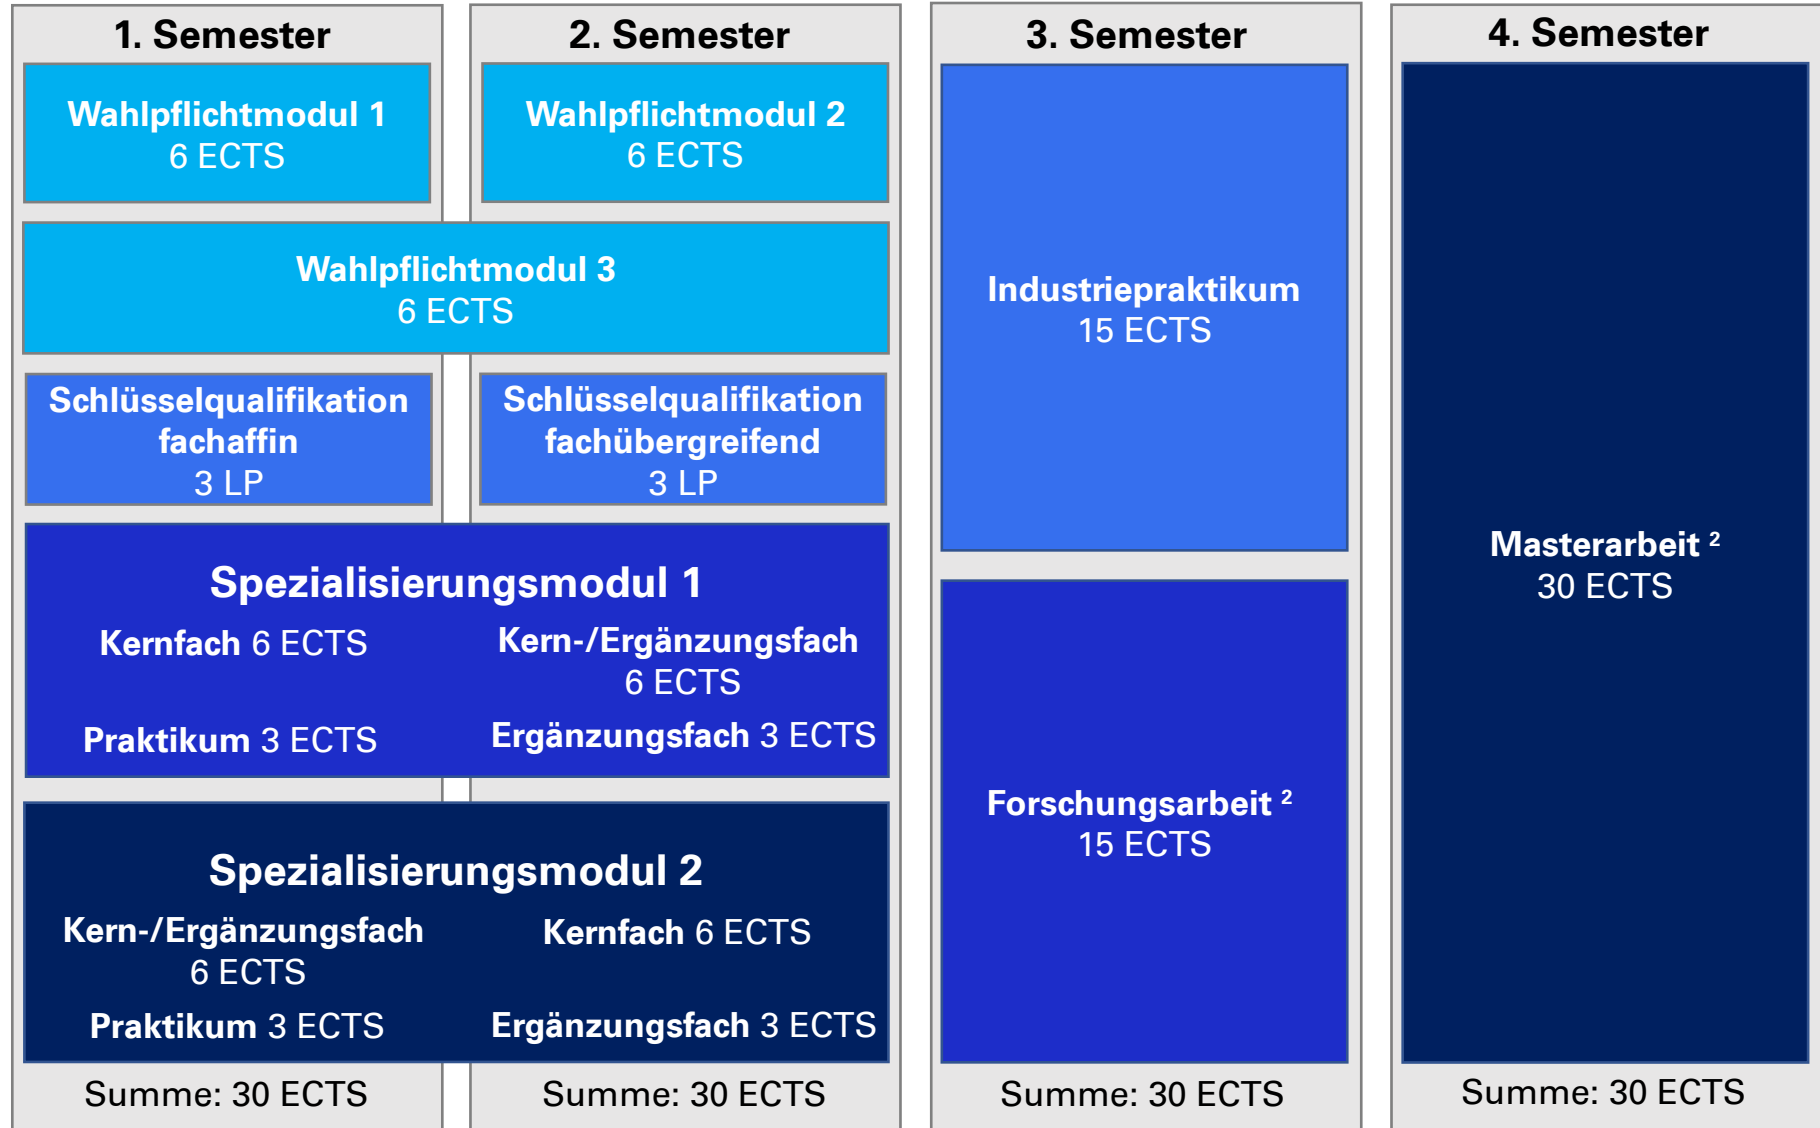 1. Semester
2. Semester
3. Semester
4. Semester
Wahlpflichtmodul 1
6 ECTS
Wahlpflichtmodul 2
6 ECTS
Wahlpflichtmodul 3
6 ECTS
Schlüsselqualifikation
fachaffin
3 LP
Schlüsselqualifikation
fachübergreifend
3 LP
Spezialisierungsmodul 1
Kernfach 6 ECTS
Kern-/Ergänzungsfach
6 ECTS
Praktikum 3 ECTS
Ergänzungsfach 3 ECTS
Spezialisierungsmodul 2
Kern-/Ergänzungsfach
6 ECTS
Kernfach 6 ECTS
Praktikum 3 ECTS
Ergänzungsfach 3 ECTS
Industriepraktikum
15 ECTS
Forschungsarbeit ²
15 ECTS
Masterarbeit ²
30 ECTS
Summe: 30 ECTS
Summe: 30 ECTS
Summe: 30 ECTS
Summe: 30 ECTS